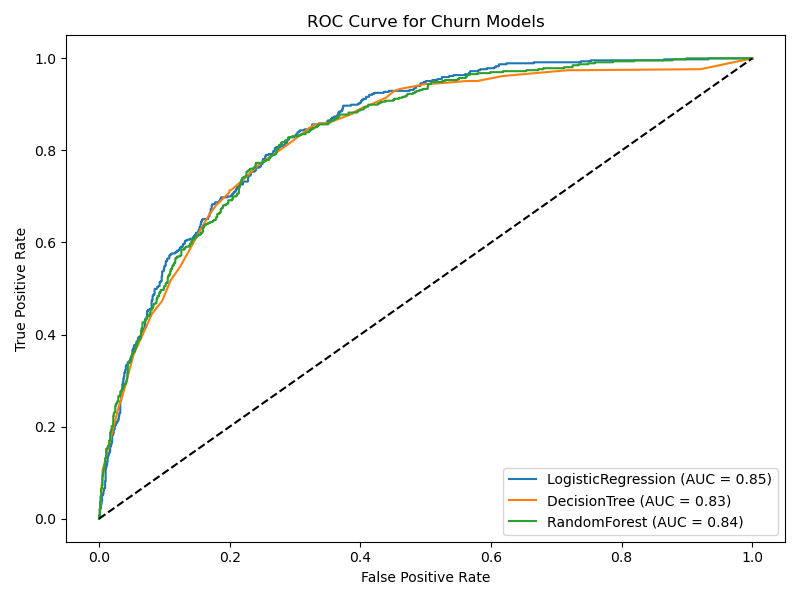 ROC Curve for Churn Models
True Positive Rate
1.0
0.8
0.6
0.4
0.2
0.0
LogisticRegression (AUC = 0.85)
DecisionTree (AUC = 0.83)
RandomForest (AUC = 0.84)
0.0 0.2 0.4 0.6 0.8 1.0
False Positive Rate